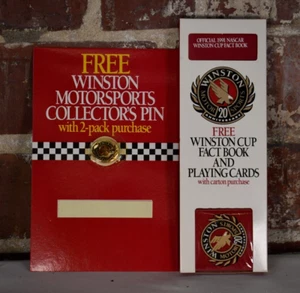 FREE
WINSTON
MOTORSPORTS
COLLECTOR'S PIN
with 2-pack purchase
OFFICIAL 1991 NASCAR
WINSTON CUP FACT BOOK
WINSTON
20
FREE
WINSTON CUP
FACT BOOK
AND
PLAYING CARDS
with carton purchase
WINSTON